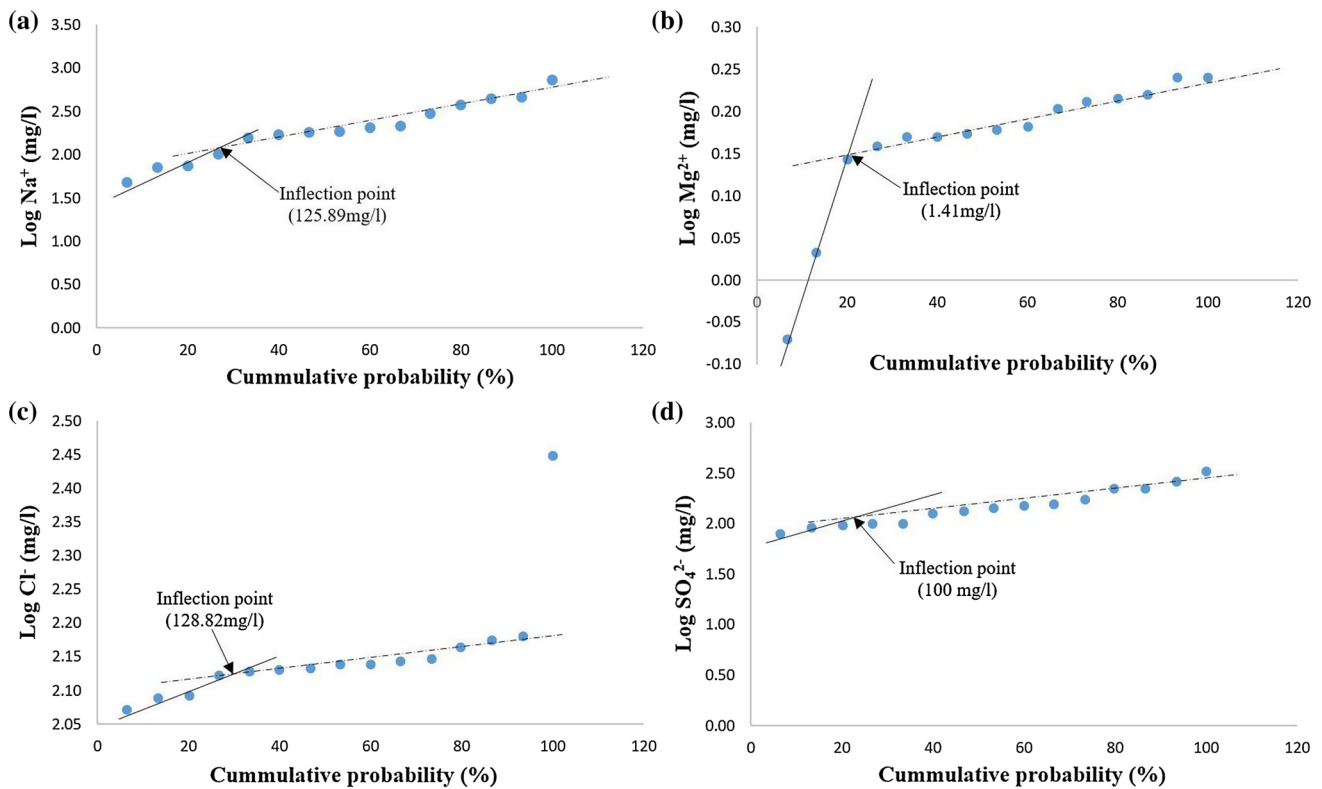 (a)
Log Na⁺ (mg/l)
3.50
3.00
2.50
2.00
1.50
1.00
0.50
0.00
Inflection point
(125.89mg/l)
0 20 40 60 80 100 120
Cummulative probability (%)
(b)
Log Mg²⁺ (mg/l)
0.30
0.25
0.20
0.15
0.10
0.05
0.00
-0.05
-0.10
Inflection point
(1.41mg/l)
0 20 40 60 80 100 120
Cummulative probability (%)
(c)
Log Cl⁻ (mg/l)
2.50
2.45
2.40
2.35
2.30
2.25
2.20
2.15
2.10
2.05
Inflection point
(128.82mg/l)
0 20 40 60 80 100 120
Cummulative probability (%)
(d)
Log SO₄²⁻ (mg/l)
3.00
2.50
2.00
1.50
1.00
0.50
0.00
Inflection point
(100 mg/l)
0 20 40 60 80 100 120
Cummulative probability (%)